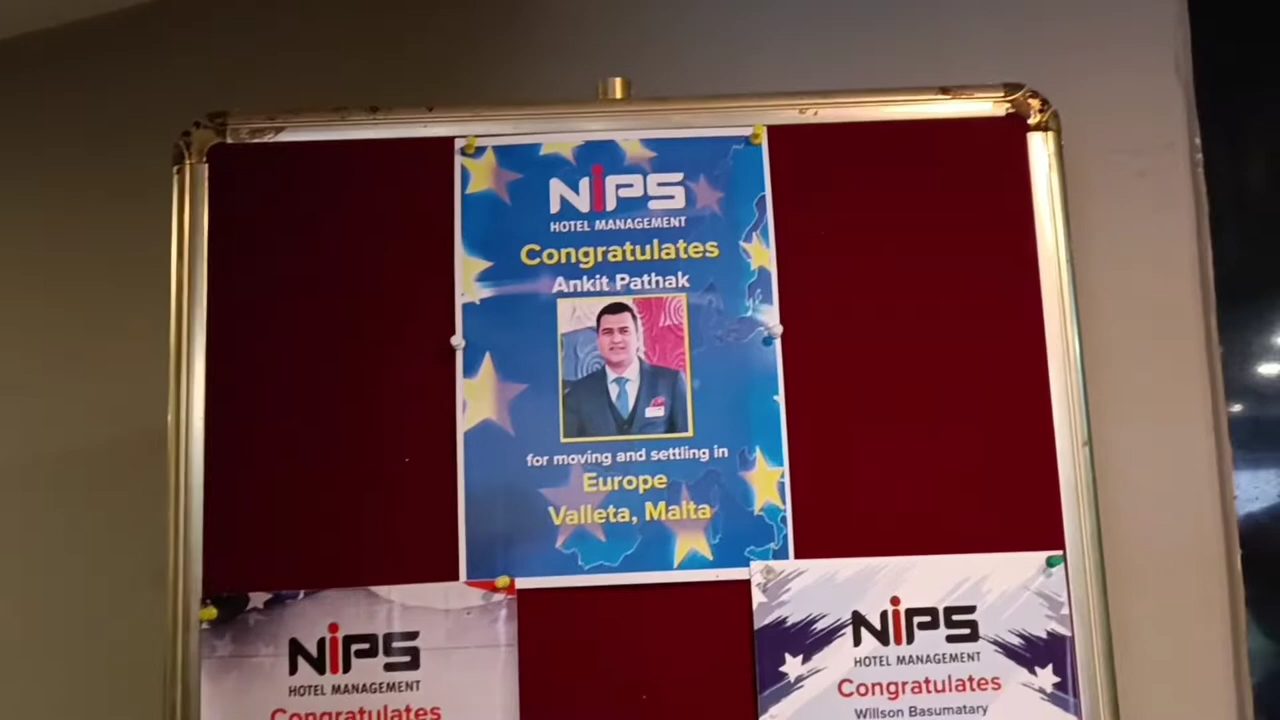 NiPS
HOTEL MANAGEMENT
Congratulates
Ankit Pathak
for moving and settling in
Europe
Valleta, Malta
NiPS
HOTEL MANAGEMENT
Congratulates
NiPS
HOTEL MANAGEMENT
Congratulates
Willson Basumatary